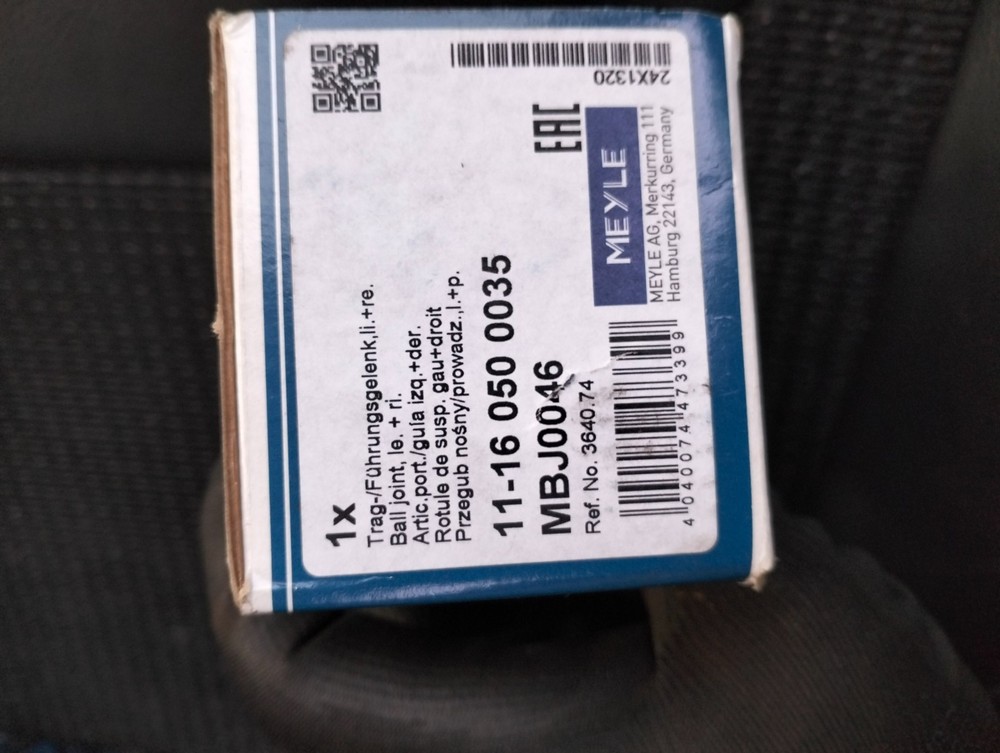 1x
Trag-/Führungsgelenk,li.+re.
Ball joint, le. + ri.
Artic.port./guía izq.+der.
Rotule de susp. gau+droit
Przegub nośny/prowadz.,l.+p.
11-16 050 0035
MBJ0046
Ref. No. 3640.74
4 040074 473399
EAC
MEYLE
MEYLE AG, Merkurring 111
Hamburg 22143, Germany
24X1320